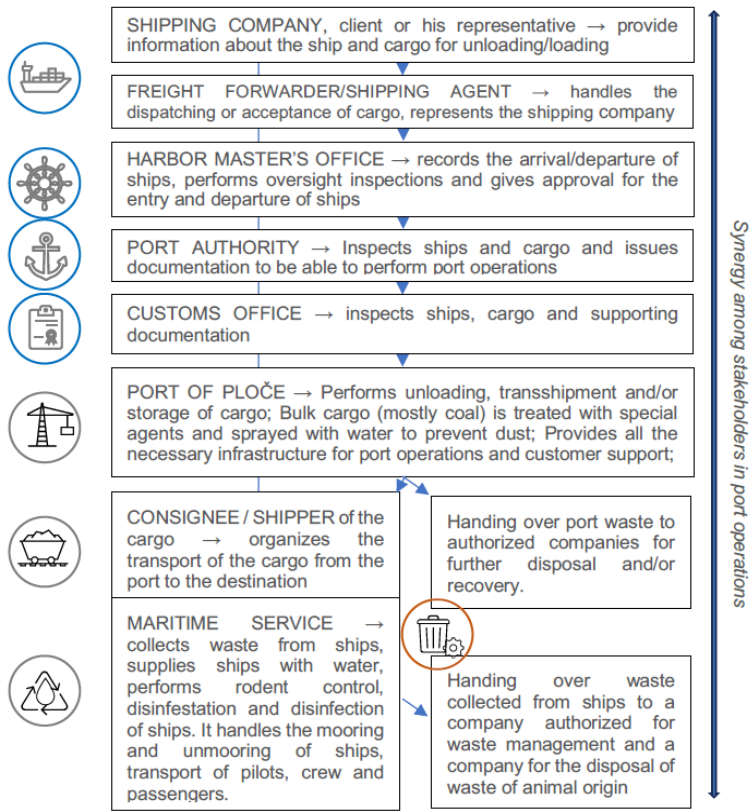 SHIPPING COMPANY, client or his representative → provide
information about the ship and cargo for unloading/loading
FREIGHT FORWARDER/SHIPPING AGENT → handles the
dispatching or acceptance of cargo, represents the shipping company
HARBOR MASTER'S OFFICE → records the arrival/departure of
ships, performs oversight inspections and gives approval for the
entry and departure of ships
PORT AUTHORITY → Inspects ships and cargo and issues
documentation to be able to perform port operations
CUSTOMS OFFICE → inspects ships, cargo and supporting
documentation
PORT OF PLOČE → Performs unloading, transshipment and/or
storage of cargo; Bulk cargo (mostly coal) is treated with special
agents and sprayed with water to prevent dust; Provides all the
necessary infrastructure for port operations and customer support;
CONSIGNEE / SHIPPER of the
cargo → organizes the
transport of the cargo from the
port to the destination
Handing over port waste to
authorized companies for
further disposal and/or
recovery.
MARITIME SERVICE →
collects waste from ships,
supplies ships with water,
performs rodent control,
disinfestation and disinfection
of ships. It handles the mooring
and unmooring of ships,
transport of pilots, crew and
passengers.
Handing over waste
collected from ships to a
company authorized for
waste management and a
company for the disposal of
waste of animal origin
Synergy among stakeholders in port operations